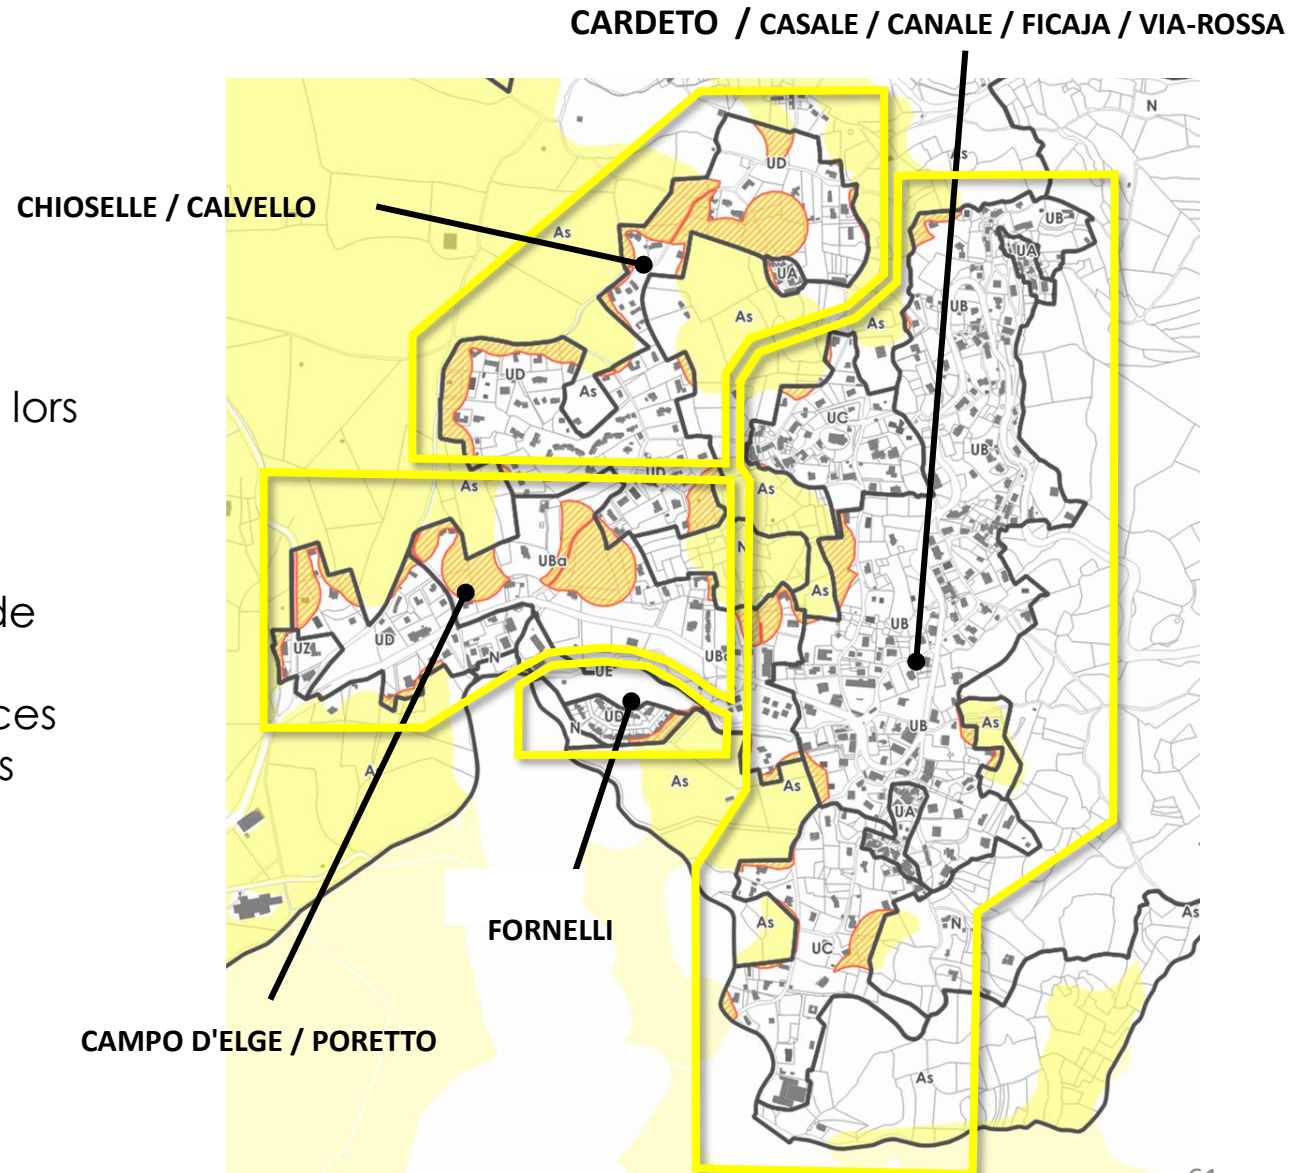 CARDETO / CASALE / CANALE / FICAJA / VIA-ROSSA
N
As
UD
CHIOSELLE / CALVELLO
UB
As
UA
UA
UB
As
As
UD
As
lors
UC
UB
UD
As
As
N
UBa
As
de
UB
UD
UZ
N
UE
ces
UD
As
N
UB
s
A
As
As
UA
As
As
N
FORNELLI
UC
CAMPO D'ELGE / PORETTO
As